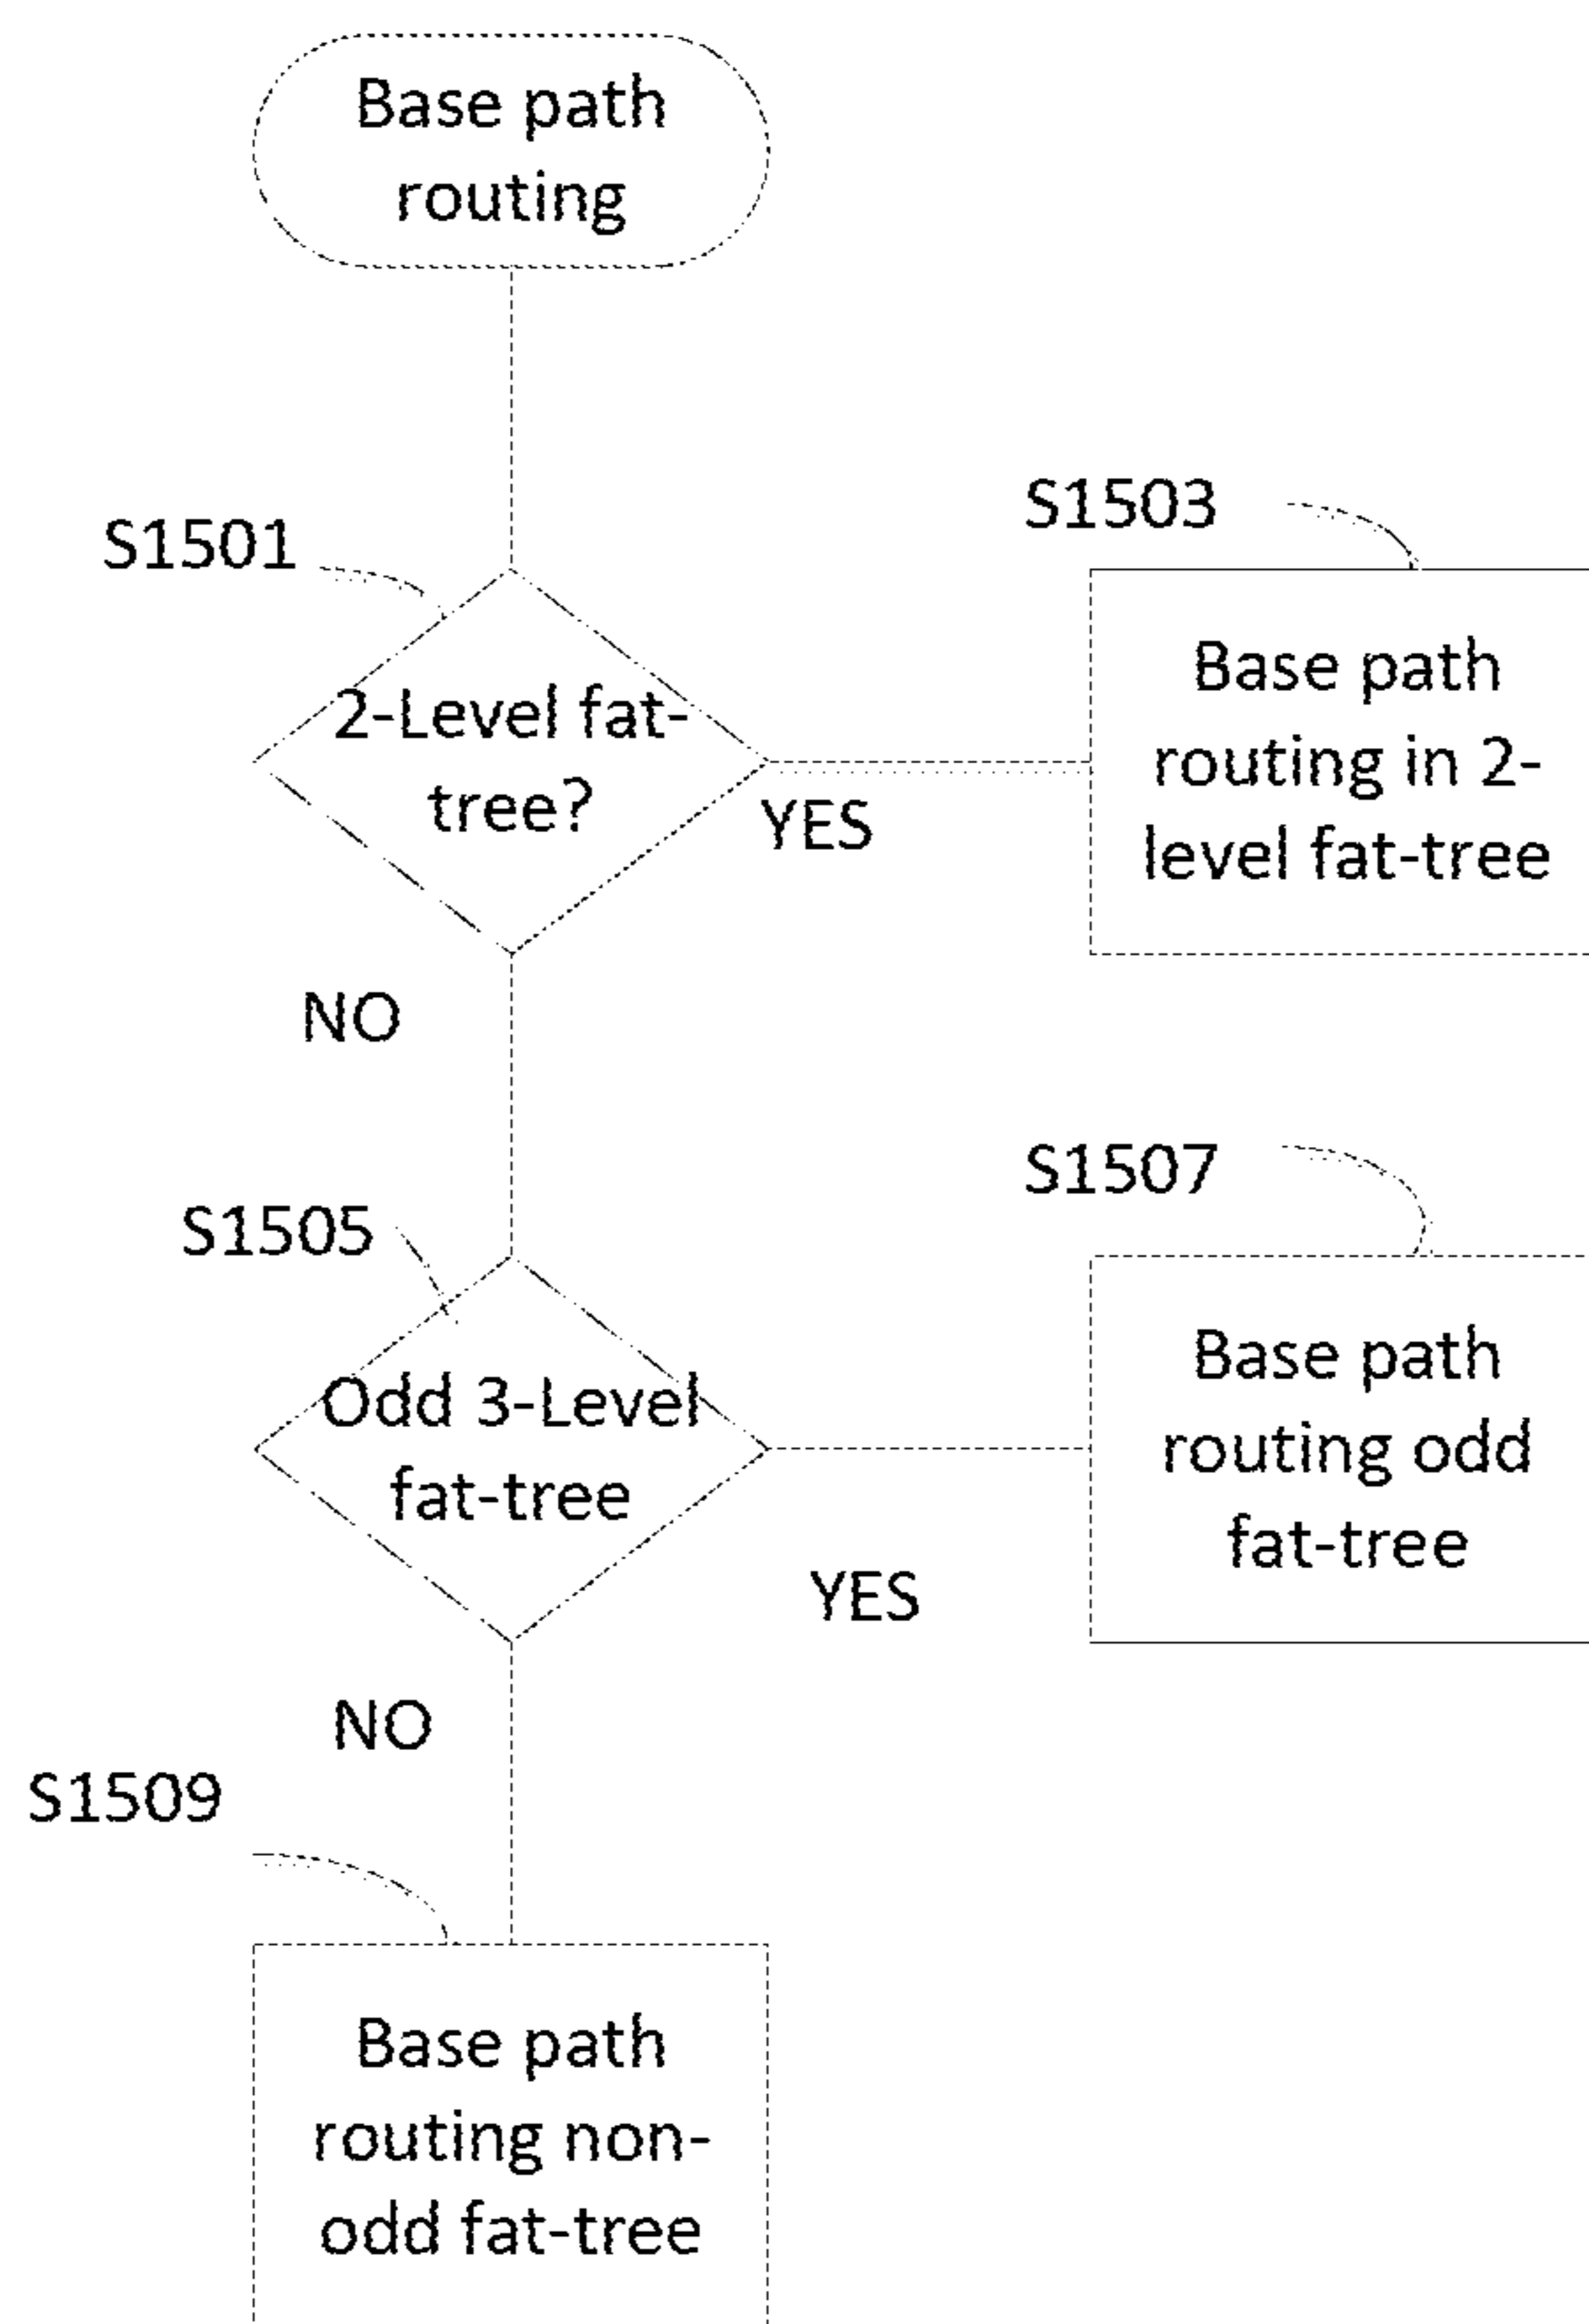 Base path
routing
S1501
2-Level fat-
tree?
YES
S1503
Base path
routing in 2-
level fat-tree
NO
S1505
Odd 3-Level
fat-tree
YES
S1507
Base path
routing odd
fat-tree
NO
S1509
Base path
routing non-
odd fat-tree